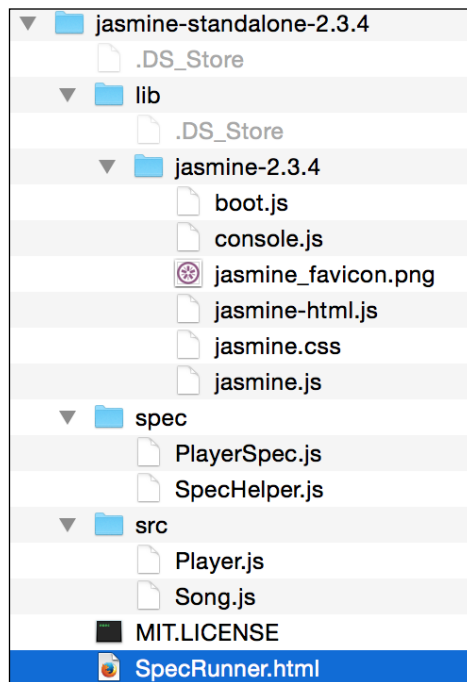 jasmine-standalone-2.3.4
.DS_Store
lib
.DS_Store
jasmine-2.3.4
boot.js
console.js
jasmine_favicon.png
jasmine-html.js
jasmine.css
jasmine.js
spec
PlayerSpec.js
SpecHelper.js
src
Player.js
Song.js
MIT.LICENSE
SpecRunner.html